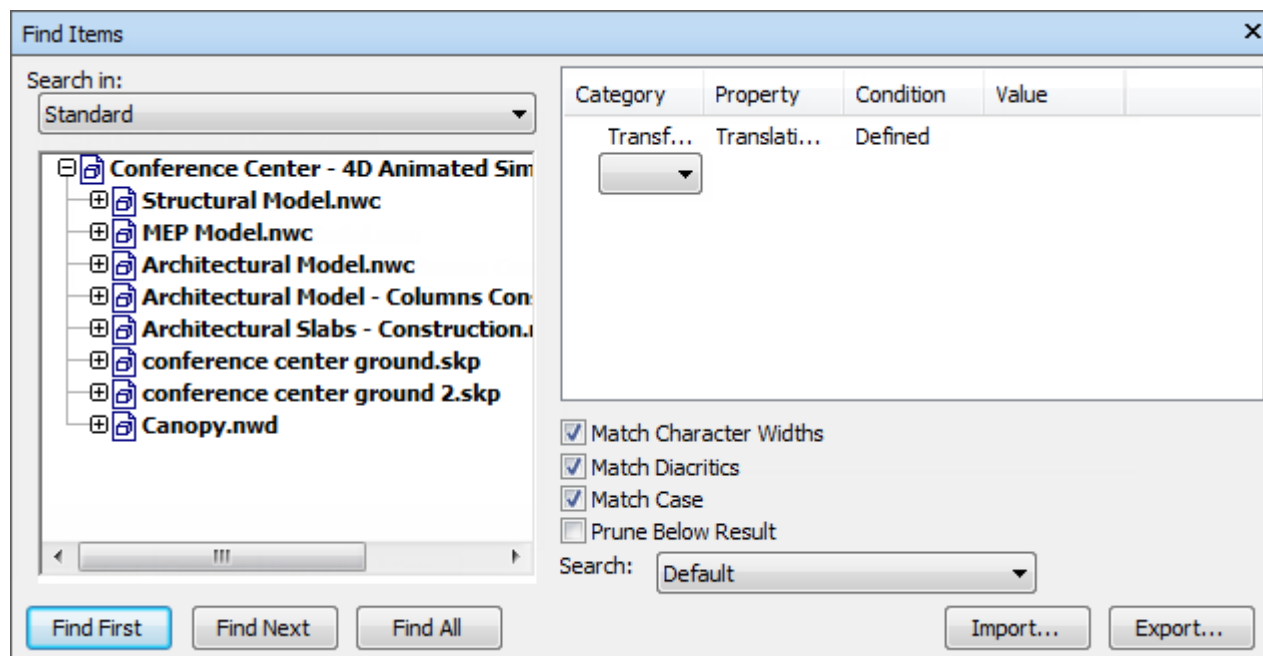 Find Items
Search in:
Standard
Conference Center - 4D Animated Sim
Structural Model.nwc
MEP Model.nwc
Architectural Model.nwc
Architectural Model - Columns Con
Architectural Slabs - Construction.
conference center ground.skp
conference center ground 2.skp
Canopy.nwd
Category Property Condition Value
Transf... Translati... Defined
Match Character Widths
Match Diacritics
Match Case
Prune Below Result
Search: Default
Find First Find Next Find All Import... Export...